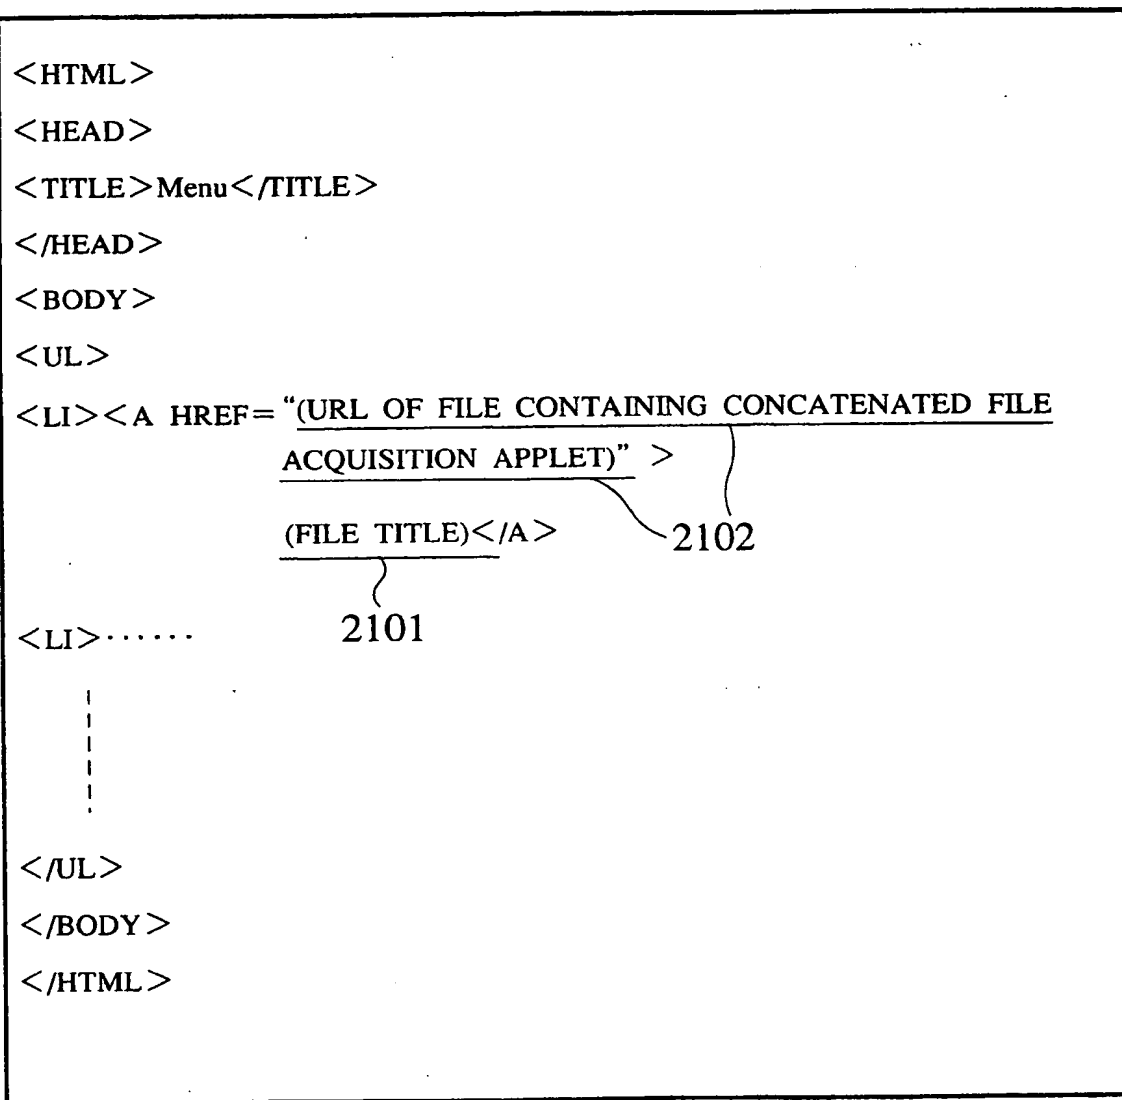 <HTML>
<HEAD>
<TITLE>Menu</TITLE>
</HEAD>
<BODY>
<UL>
<LI><A HREF= “(URL OF FILE CONTAINING CONCATENATED FILE
ACQUISITION APPLET)” >
(FILE TITLE)</A>
2102
2101
<LI>······
</UL>
</BODY>
</HTML>